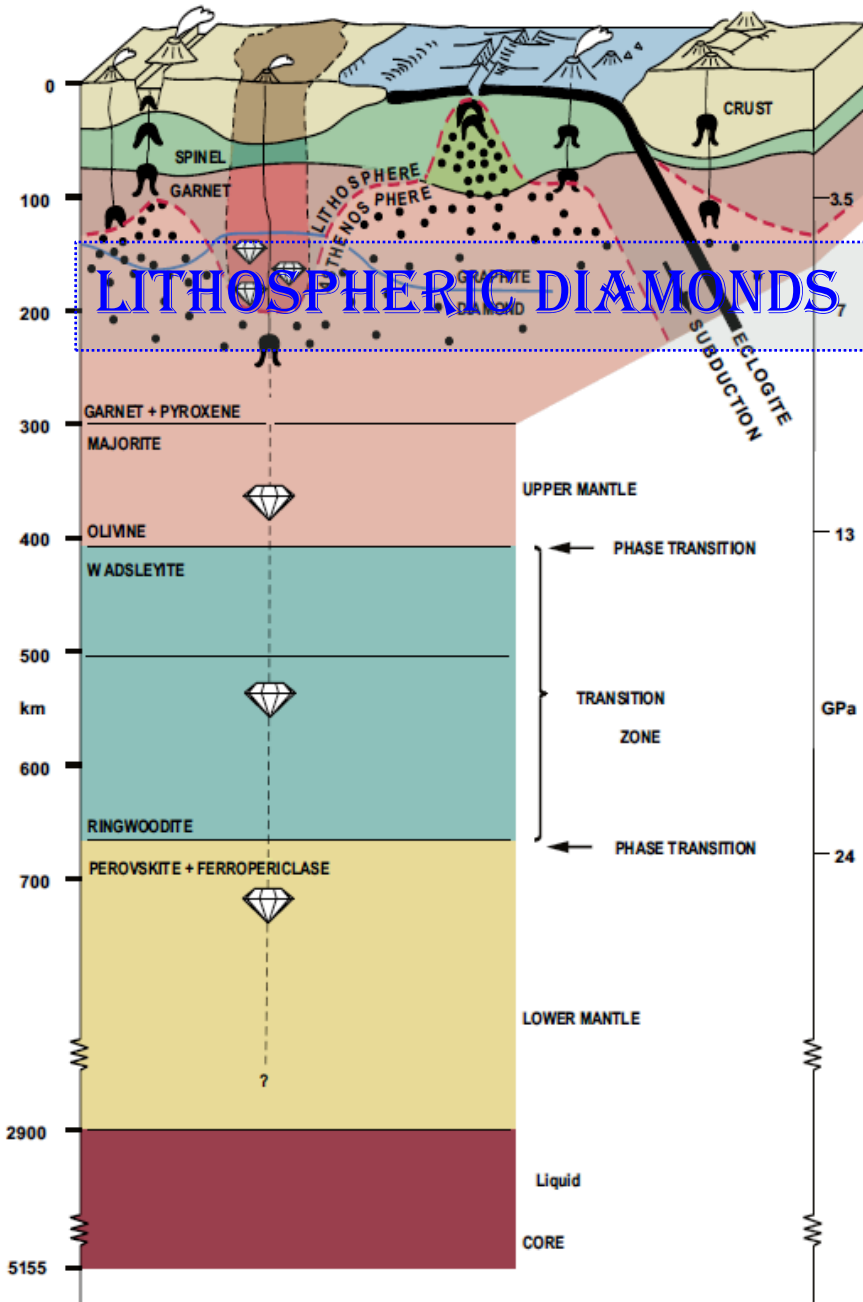 0
CRUST
SPINEL
GARNET
100
3.5
LITHOSPHERE
ASTHENOSPHERE
GRAPHITE
LITHOSPHERIC DIAMONDS
DIAMOND
200
7
SUBDUCTION
ECLOGITE
GARNET + PYROXENE
300
MAJORITE
UPPER MANTLE
OLIVINE
400
13
PHASE TRANSITION
WADSLEYITE
500
TRANSITION
km
GPa
ZONE
600
RINGWOODITE
PHASE TRANSITION
24
PEROVSKITE + FERROPERICLASE
700
LOWER MANTLE
?
2900
Liquid
CORE
5155